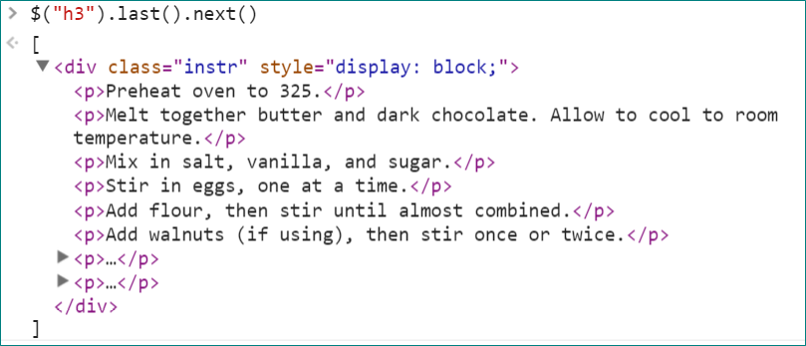 > $("h3").last().next()
[
▼<div class="instr" style="display: block;">
<p>Preheat oven to 325.</p>
<p>Melt together butter and dark chocolate. Allow to cool to room
temperature.</p>
<p>Mix in salt, vanilla, and sugar.</p>
<p>Stir in eggs, one at a time.</p>
<p>Add flour, then stir until almost combined.</p>
<p>Add walnuts (if using), then stir once or twice.</p>
▶<p>…</p>
▶<p>…</p>
</div>
]